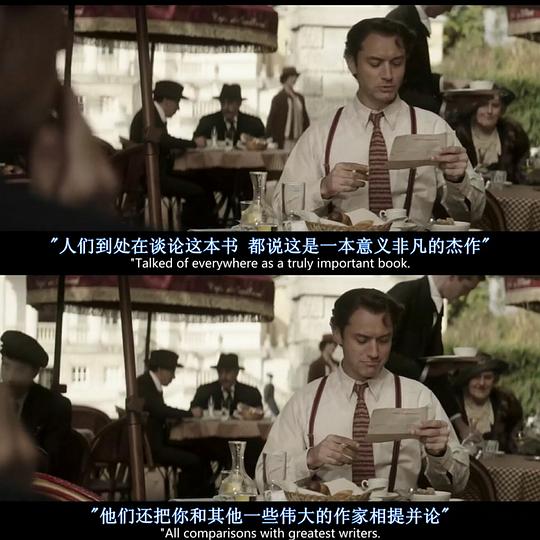 "人们到处在谈论这本书 都说这是一本意义非凡的杰作"
"Talked of everywhere as a truly important book.
"他们还把你和其他一些伟大的作家相提并论"
"All comparisons with greatest writers.